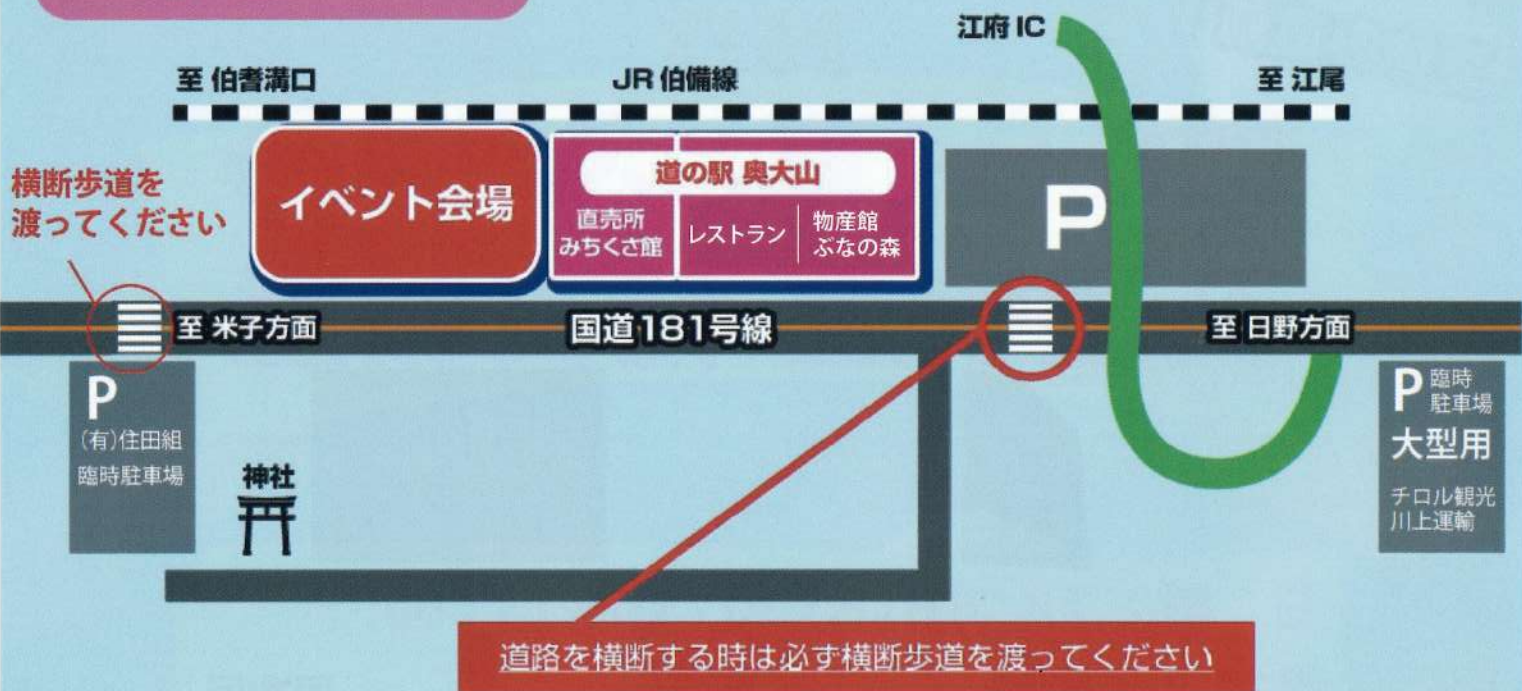 江府IC
至 伯耆溝口
JR伯備線
至 江尾
横断歩道を
渡ってください
イベント会場
道の駅 奥大山
直売所
みちくさ館
レストラン
物産館
ぶなの森
P
至 米子方面
国道181号線
至 日野方面
P
(有)住田組
臨時駐車場
神社
P
臨時
駐車場
大型用
チロル観光
川上運輸
道路を横断する時は必ず横断歩道を渡ってください